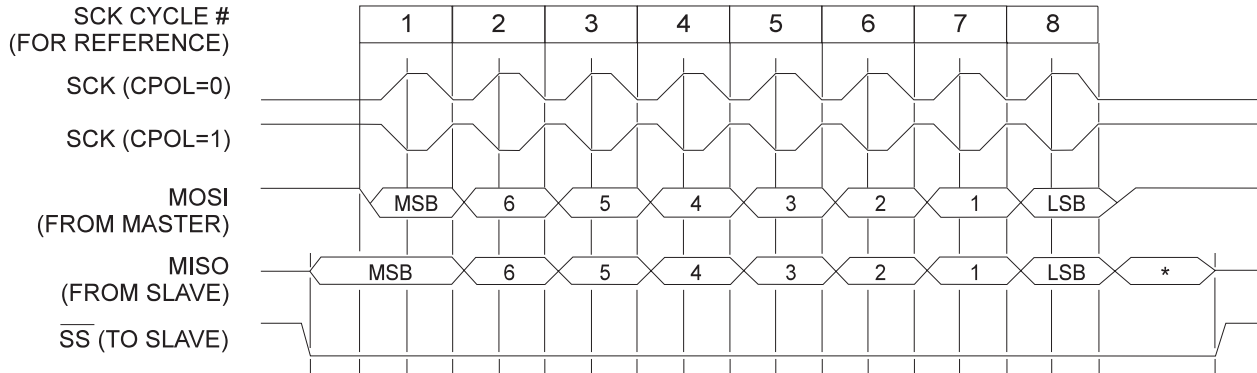 SCK CYCLE #
(FOR REFERENCE)
1 2 3 4 5 6 7 8
SCK (CPOL=0)
SCK (CPOL=1)
MOSI
(FROM MASTER)
MSB 6 5 4 3 2 1 LSB
MISO
(FROM SLAVE)
MSB 6 5 4 3 2 1 LSB *
SS (TO SLAVE)